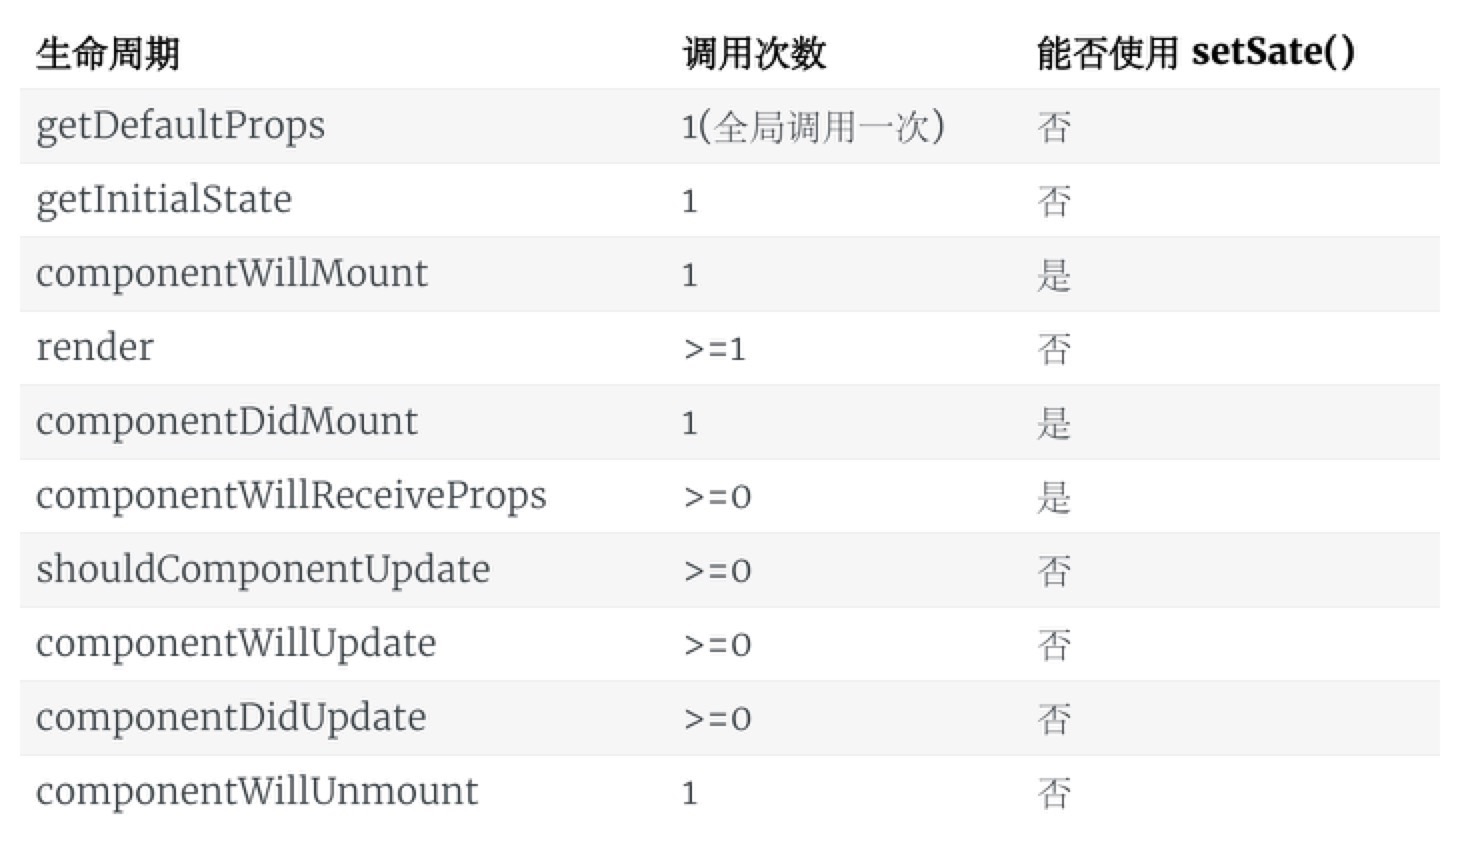 生命周期 调用次数 能否使用 setSate()
getDefaultProps 1(全局调用一次) 否
getInitialState 1 否
componentWillMount 1 是
render >=1 否
componentDidMount 1 是
componentWillReceiveProps >=0 是
shouldComponentUpdate >=0 否
componentWillUpdate >=0 否
componentDidUpdate >=0 否
componentWillUnmount 1 否